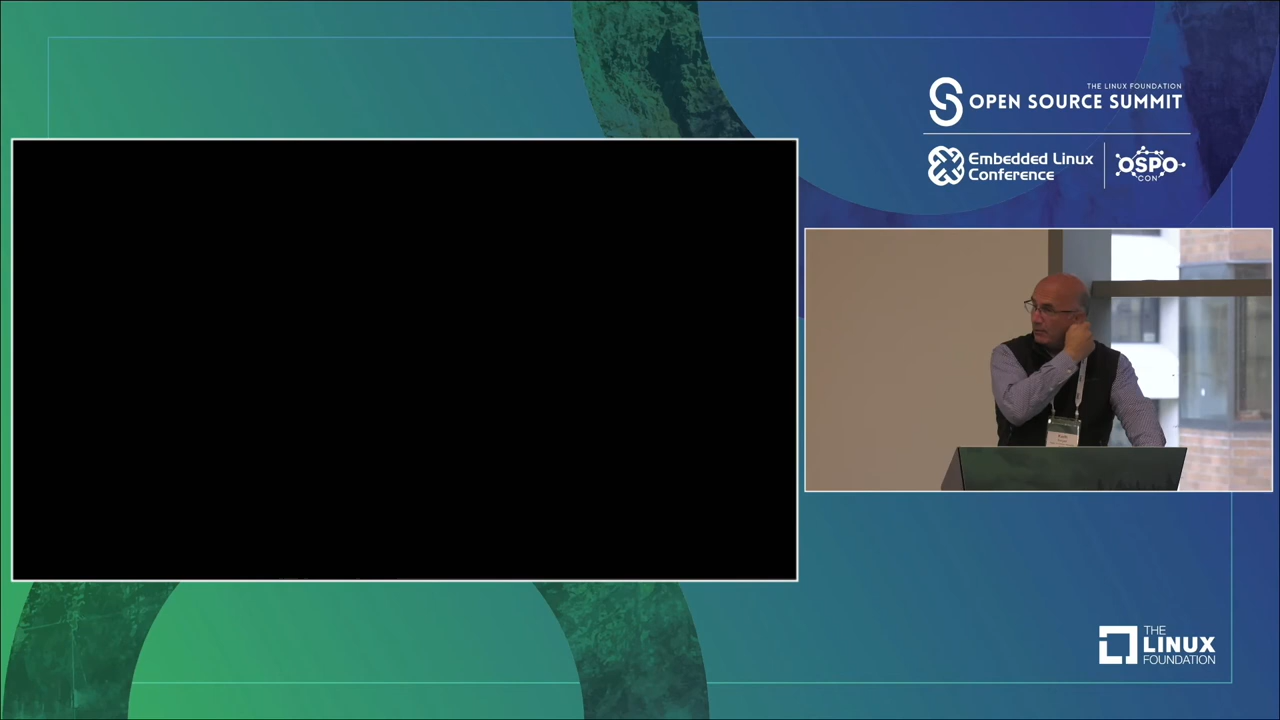 THE LINUX FOUNDATION
OPEN SOURCE SUMMIT
Embedded Linux
Conference
OSPO
CON
THE
LINUX
FOUNDATION